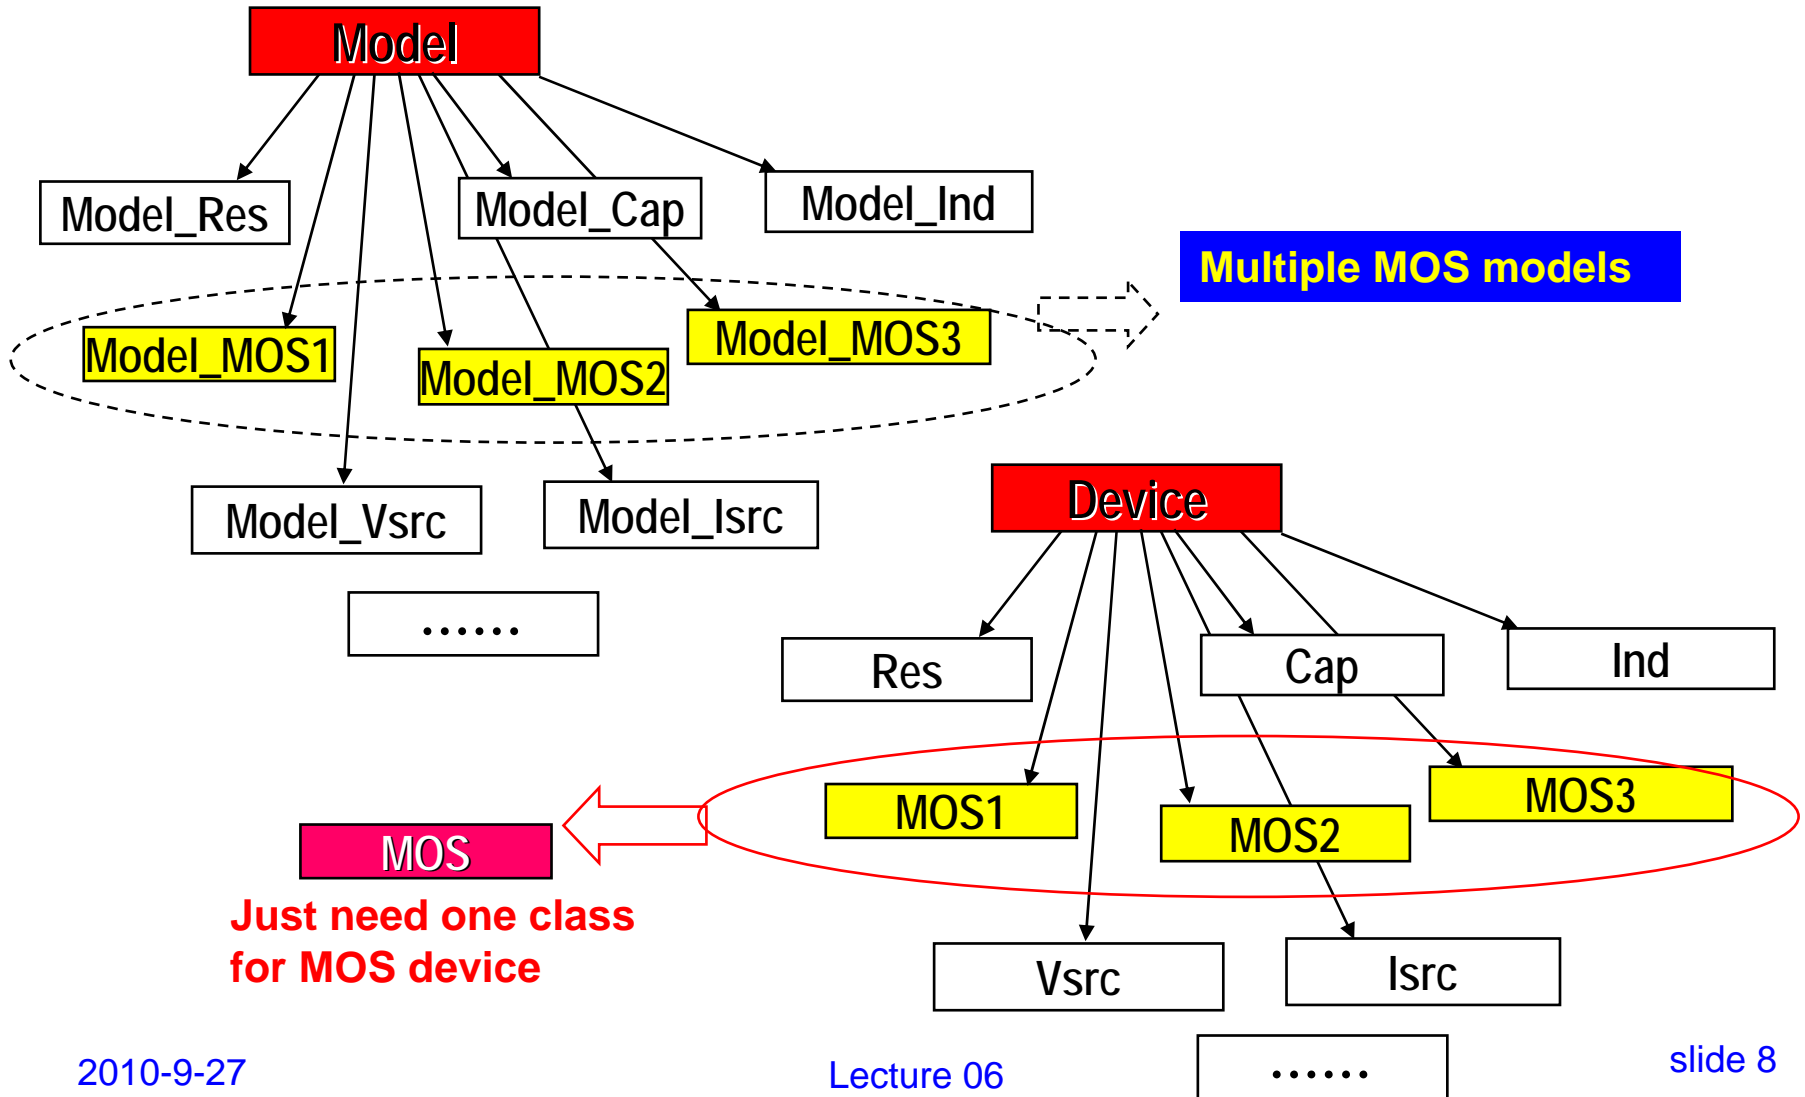 Model
Model_Res
Model_Cap
Model_Ind
Multiple MOS models
Model_MOS1
Model_MOS2
Model_MOS3
Model_Vsrc
Model_Isrc
......
Device
Res
Cap
Ind
MOS1
MOS2
MOS3
MOS
Just need one class
for MOS device
Vsrc
Isrc
......
2010-9-27
Lecture 06
slide 8